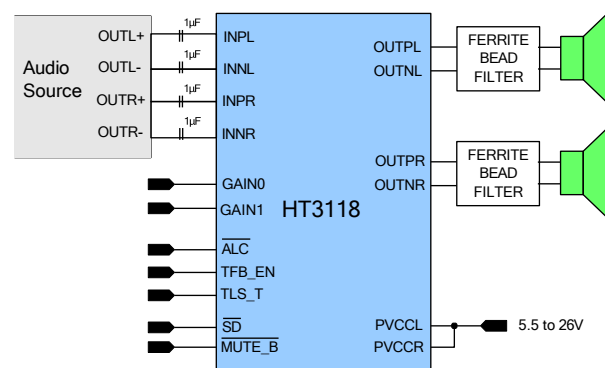 Audio
Source
OUTL+
OUTL-
OUTR+
OUTR-
1µF
1µF
1µF
1µF
INPL
INNL
INPR
INNR
GAIN0
GAIN1
ALC
TFB_EN
TLS_T
SD
MUTE_B
HT3118
OUTPL
OUTNL
OUTPR
OUTNR
PVCCL
PVCCR
FERRITE
BEAD
FILTER
FERRITE
BEAD
FILTER
5.5 to 26V